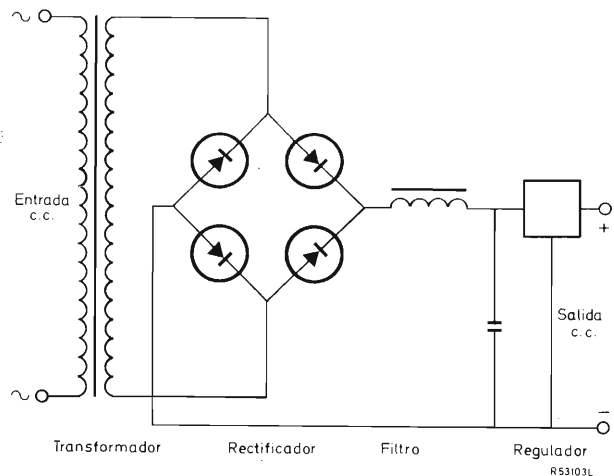 Entrada
c.c.
+
Salida
c.c.
−
Transformador Rectificador Filtro Regulador
R53103L